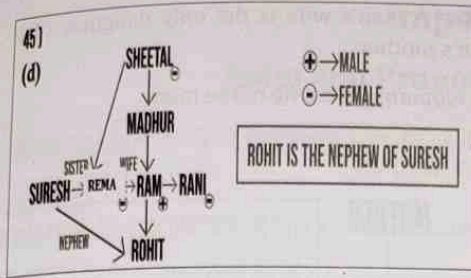 45)
(d)
SHEETAL
⊕→MALE
⊖→FEMALE
MADHUR
ROHIT IS THE NEPHEW OF SURESH
SISTER
WIFE
SURESH→REMA→RAM→RANI
NEPHEW
ROHIT